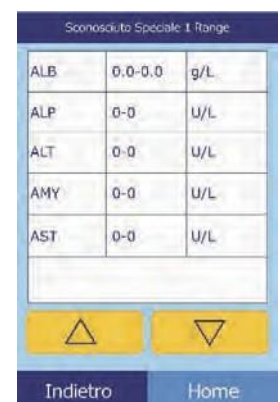 Sconosciuto Speciale 1 Range
ALB 0.0-0.0 g/L
ALP 0-0 U/L
ALT 0-0 U/L
AMY 0-0 U/L
AST 0-0 U/L
Indietro Home